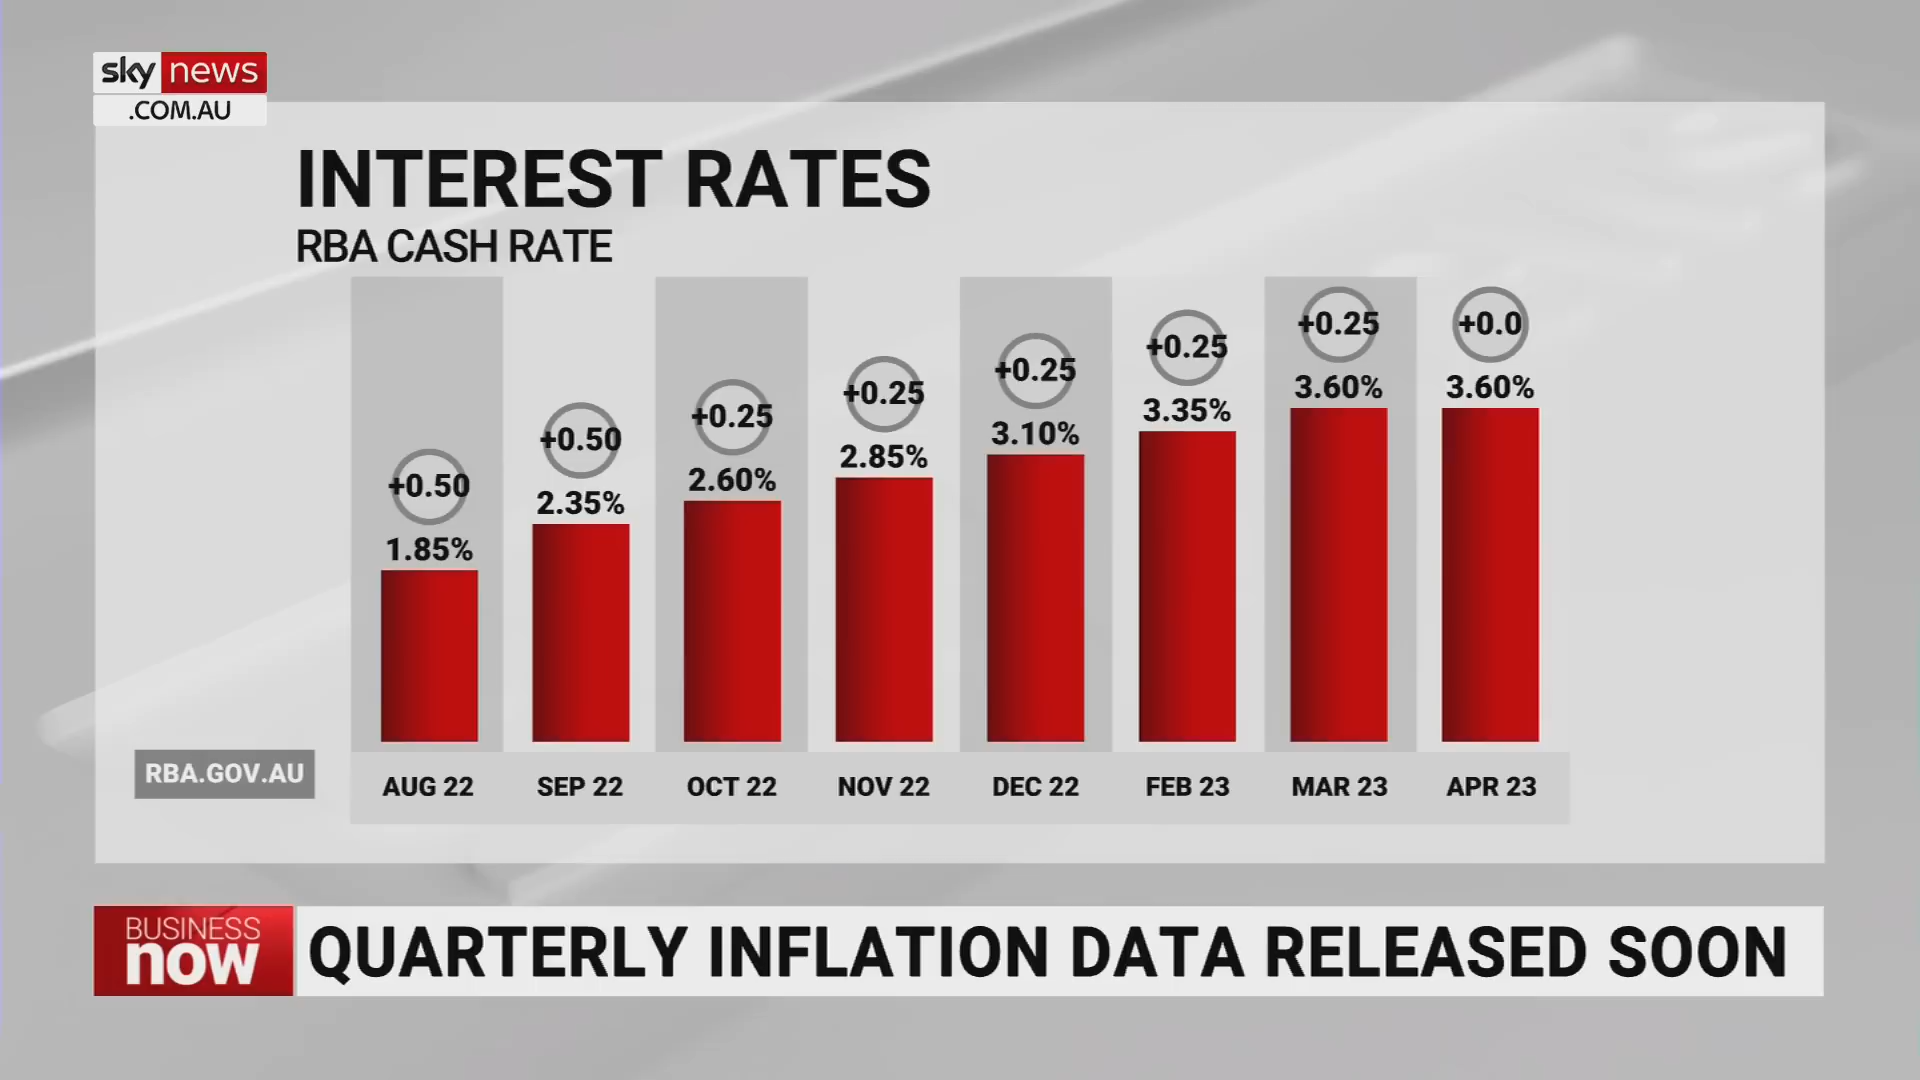 sky news
.COM.AU
INTEREST RATES
RBA CASH RATE
+0.50 +0.50 +0.25 +0.25 +0.25 +0.25 +0.25 +0.0
1.85% 2.35% 2.60% 2.85% 3.10% 3.35% 3.60% 3.60%
RBA.GOV.AU
AUG 22 SEP 22 OCT 22 NOV 22 DEC 22 FEB 23 MAR 23 APR 23
BUSINESS
now
QUARTERLY INFLATION DATA RELEASED SOON